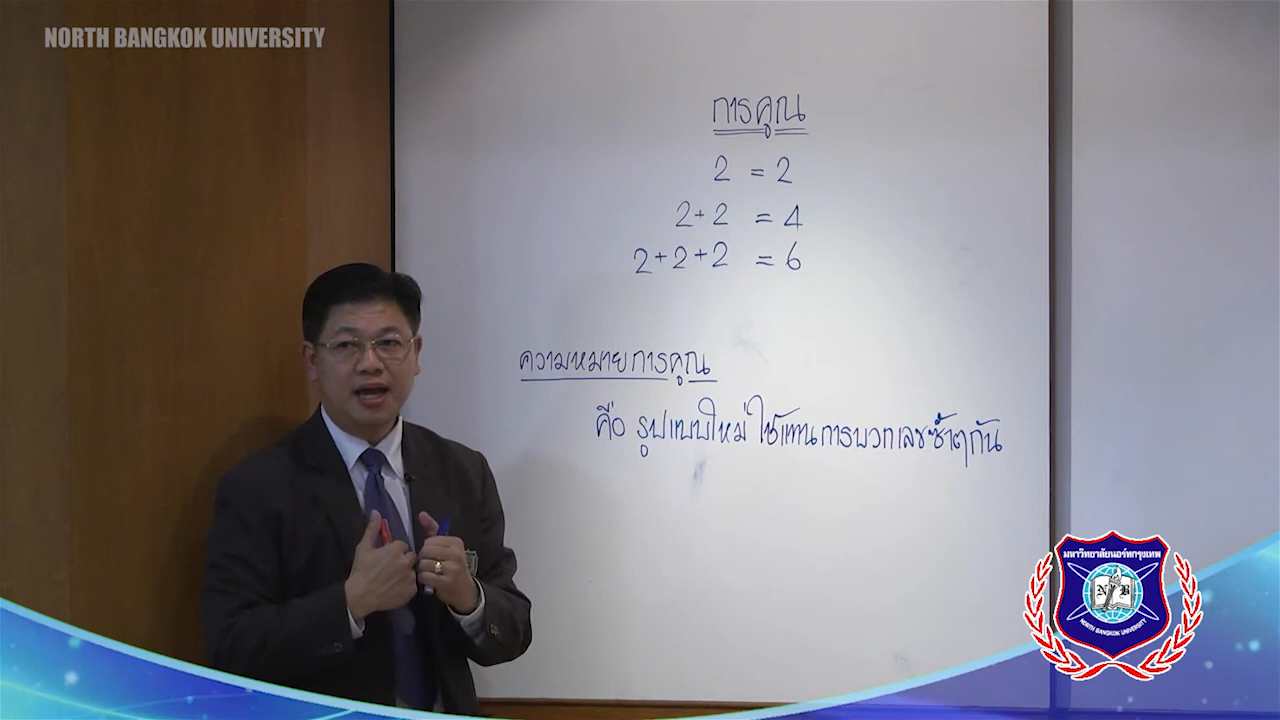 NORTH BANGKOK UNIVERSITY
การคูณ
2 = 2
2+2 = 4
2+2+2 = 6
ความหมายการคูณ
คือ รูปแบบใหม่ ใช้แทนการบวกเลขซ้ำๆกัน
มหาวิทยาลัยนอร์ทกรุงเทพ
N B
NORTH BANGKOK UNIVERSITY